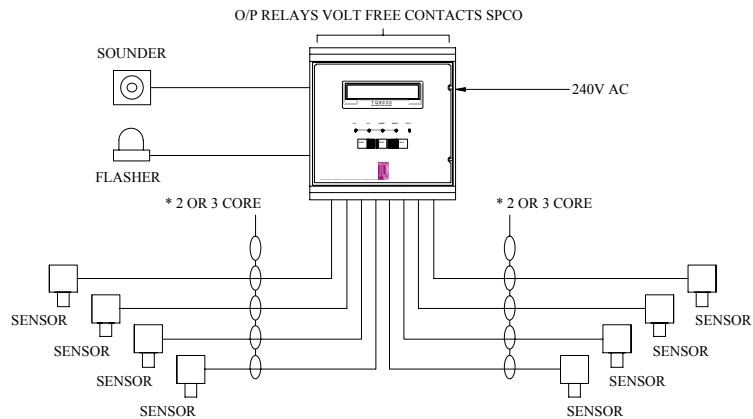 O/P RELAYS VOLT FREE CONTACTS SPCO
SOUNDER
240V AC
FLASHER
* 2 OR 3 CORE
* 2 OR 3 CORE
SENSOR
SENSOR
SENSOR
SENSOR
SENSOR
SENSOR
SENSOR
SENSOR